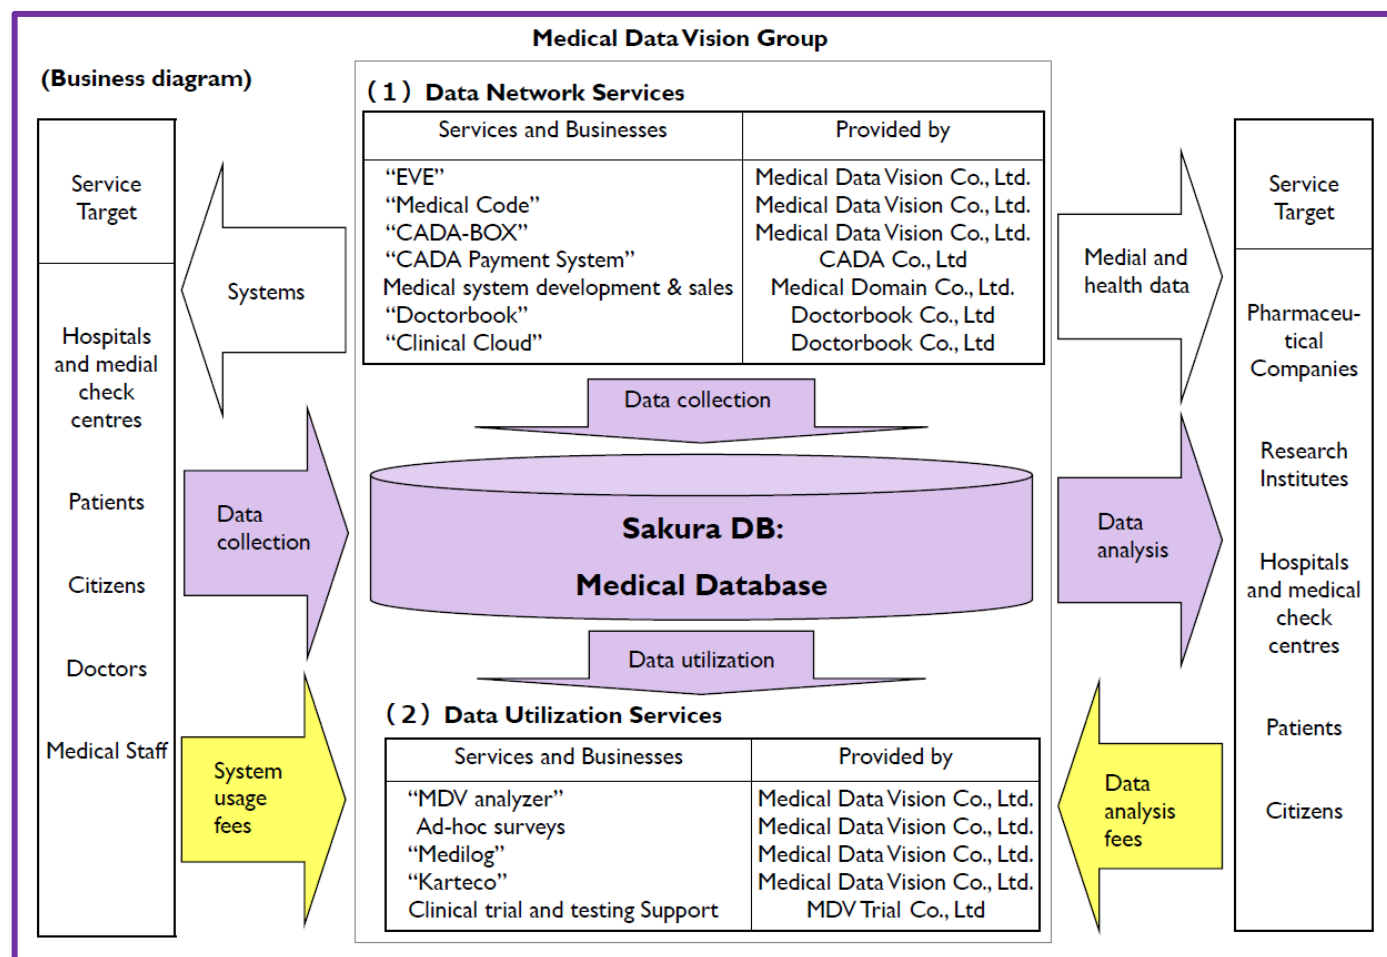 Medical Data Vision Group
(Business diagram)
Service
Target
Hospitals
and medial
check
centres
Patients
Citizens
Doctors
Medical Staff
Systems
Data
collection
System
usage
fees
(1) Data Network Services
Services and Businesses	Provided by
“EVE”	Medical Data Vision Co., Ltd.
“Medical Code”	Medical Data Vision Co., Ltd.
“CADA-BOX”	Medical Data Vision Co., Ltd.
“CADA Payment System”	CADA Co., Ltd
Medical system development & sales	Medical Domain Co., Ltd.
“Doctorbook”	Doctorbook Co., Ltd
“Clinical Cloud”	Doctorbook Co., Ltd
Data collection
Sakura DB:
Medical Database
Data utilization
(2) Data Utilization Services
Services and Businesses	Provided by
“MDV analyzer”	Medical Data Vision Co., Ltd.
Ad-hoc surveys	Medical Data Vision Co., Ltd.
“Medilog”	Medical Data Vision Co., Ltd.
“Karteco”	Medical Data Vision Co., Ltd.
Clinical trial and testing Support	MDV Trial Co., Ltd
Medial and
health data
Data
analysis
Data
analysis
fees
Service
Target
Pharmaceu-
tical
Companies
Research
Institutes
Hospitals
and medical
check
centres
Patients
Citizens